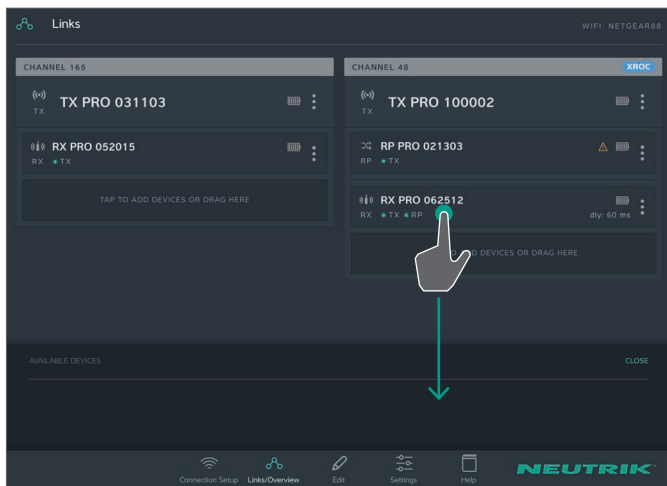 Links
WIFI: NETGEAR88
CHANNEL 165
TX
TX PRO 031103
RX PRO 052015
RX TX
TAP TO ADD DEVICES OR DRAG HERE
CHANNEL 48
XROC
TX
TX PRO 100002
RP PRO 021303
RP TX
RX PRO 062512
RX TX RP
dly: 60 ms
ADD DEVICES OR DRAG HERE
AVAILABLE DEVICES
CLOSE
Connection Setup
Links/Overview
Edit
Settings
Help
NEUTRIK